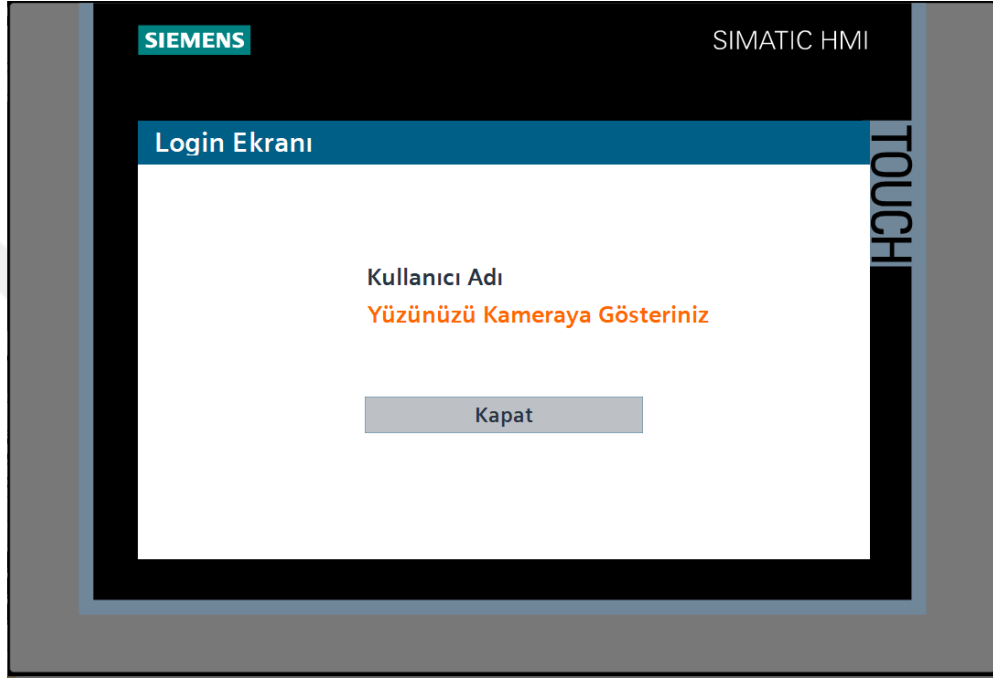 SIEMENS
SIMATIC HMI
TOUCH
Login Ekranı
Kullanıcı Adı
Yüzünüzü Kameraya Gösteriniz
Kapat